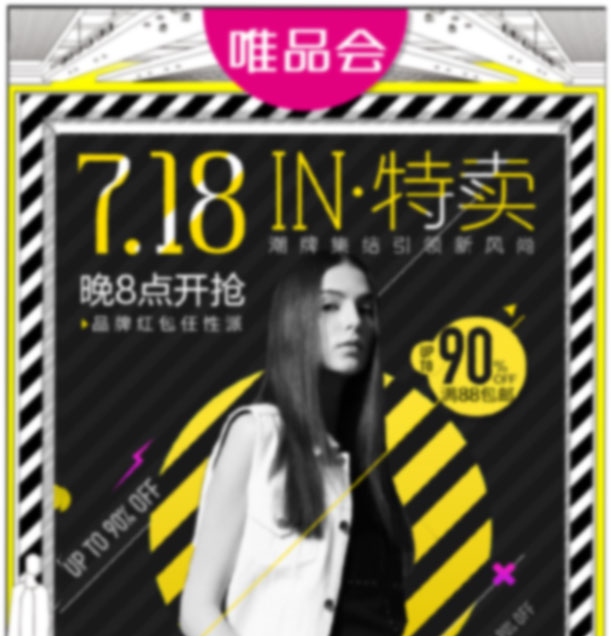 唯品会
7.18
IN·特卖
潮牌集结引领新风尚
晚8点开抢
品牌红包任性派
UP TO 90% OFF
满88包邮
UP TO 90% OFF